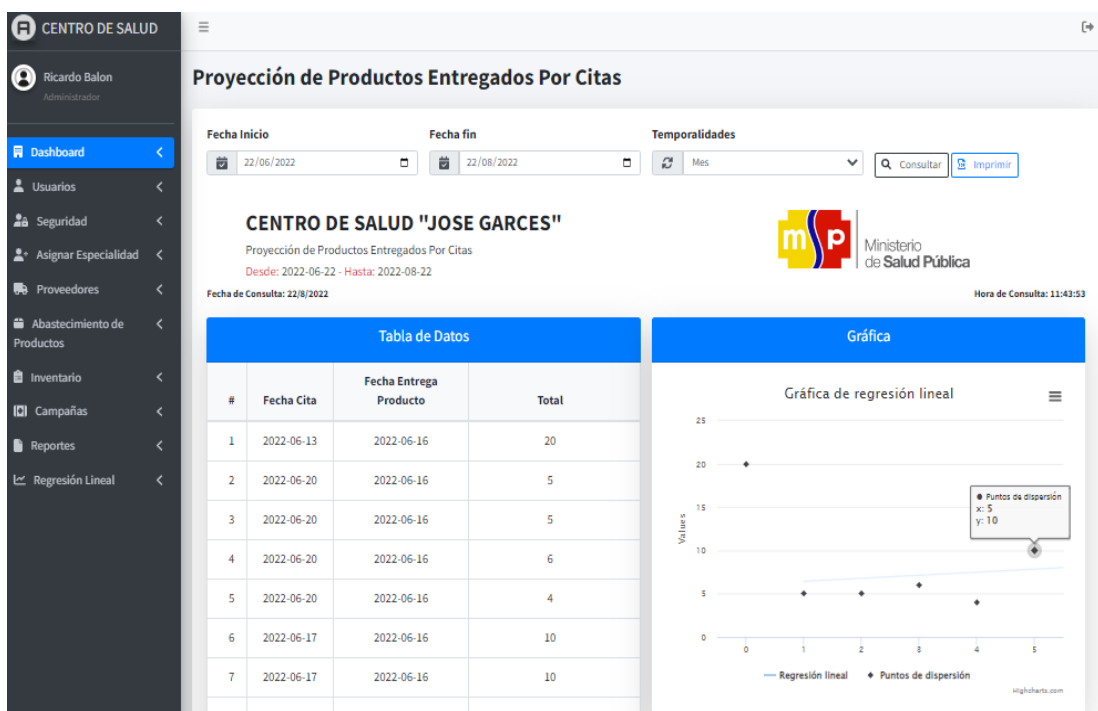 CENTRO DE SALUD
Ricardo Balon
Administrador
Dashboard
Usuarios
Seguridad
Asignar Especialidad
Proveedores
Abastecimiento de
Productos
Inventario
Campañas
Reportes
Regresión Lineal
Proyección de Productos Entregados Por Citas
Fecha Inicio Fecha fin Temporalidades
22/06/2022 22/08/2022 Mes Consultar Imprimir
CENTRO DE SALUD "JOSE GARCES"
Proyección de Productos Entregados Por Citas
Desde: 2022-06-22 - Hasta: 2022-08-22
msp Ministerio
de Salud Pública
Fecha de Consulta: 22/8/2022 Hora de Consulta: 11:43:53
Tabla de Datos
# Fecha Cita Fecha Entrega Producto Total
1 2022-06-13 2022-06-16 20
2 2022-06-20 2022-06-16 5
3 2022-06-20 2022-06-16 5
4 2022-06-20 2022-06-16 6
5 2022-06-20 2022-06-16 4
6 2022-06-17 2022-06-16 10
7 2022-06-17 2022-06-16 10
Gráfica
Gráfica de regresión lineal
Values
25
20
15
10
5
0
Puntos de dispersión
x: 5
y: 10
0 1 2 3 4 5
Regresión lineal Puntos de dispersión
Highcharts.com